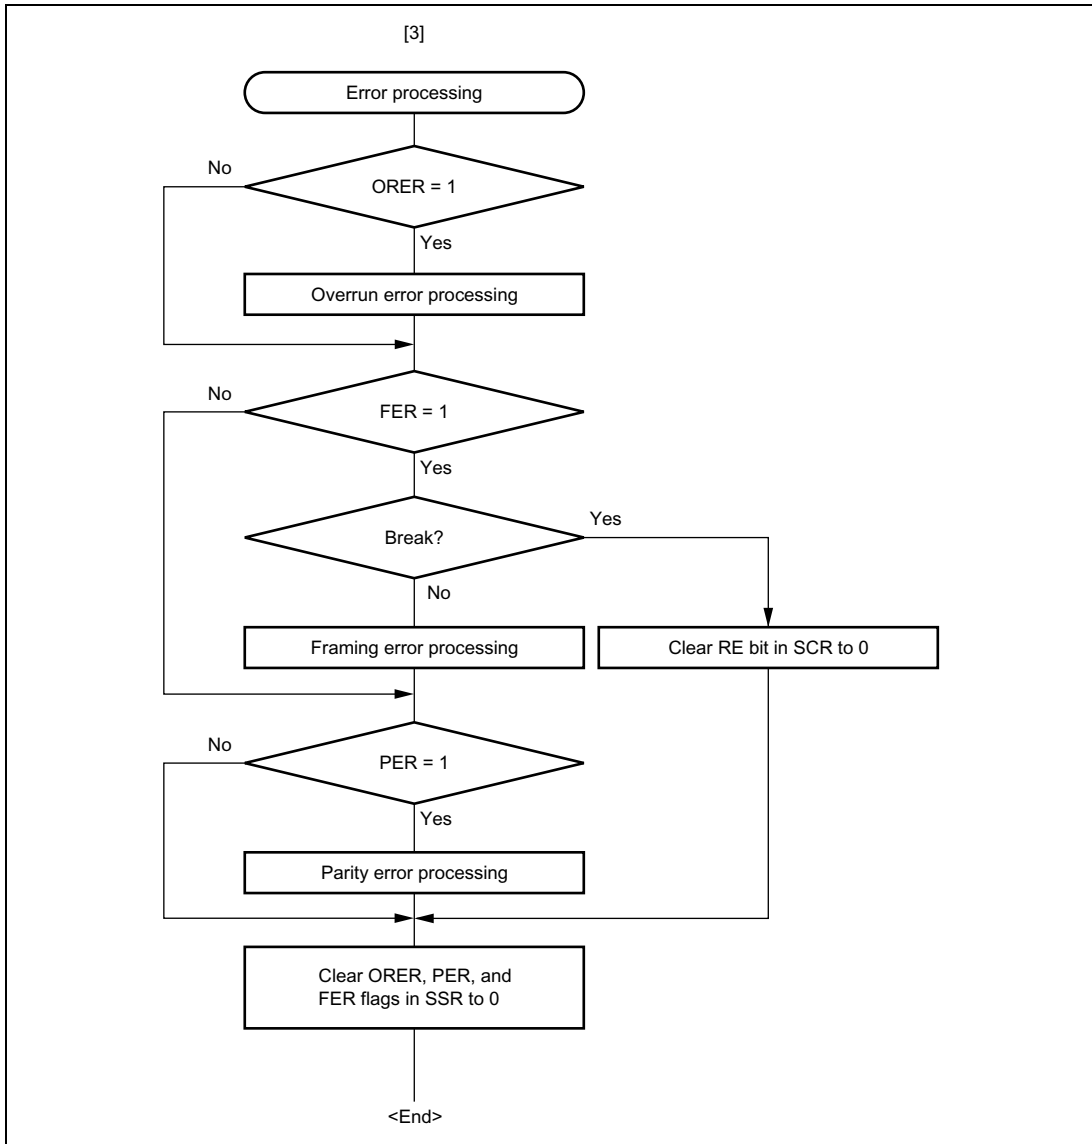 [3]
Error processing
No
ORER = 1
Yes
Overrun error processing
No
FER = 1
Yes
Break?
Yes
No
Framing error processing
Clear RE bit in SCR to 0
No
PER = 1
Yes
Parity error processing
Clear ORER, PER, and
FER flags in SSR to 0
<End>